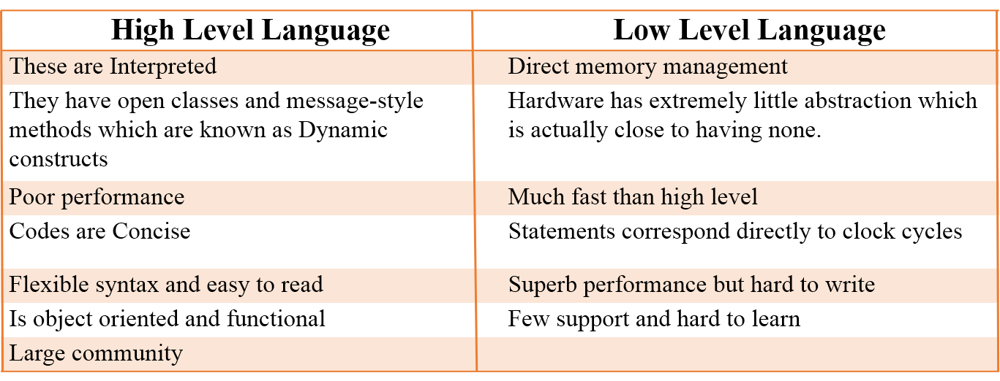 High Level Language
Low Level Language
These are Interpreted
Direct memory management
They have open classes and message-style
methods which are known as Dynamic
constructs
Hardware has extremely little abstraction which
is actually close to having none.
Poor performance
Much fast than high level
Codes are Concise
Statements correspond directly to clock cycles
Flexible syntax and easy to read
Superb performance but hard to write
Is object oriented and functional
Few support and hard to learn
Large community